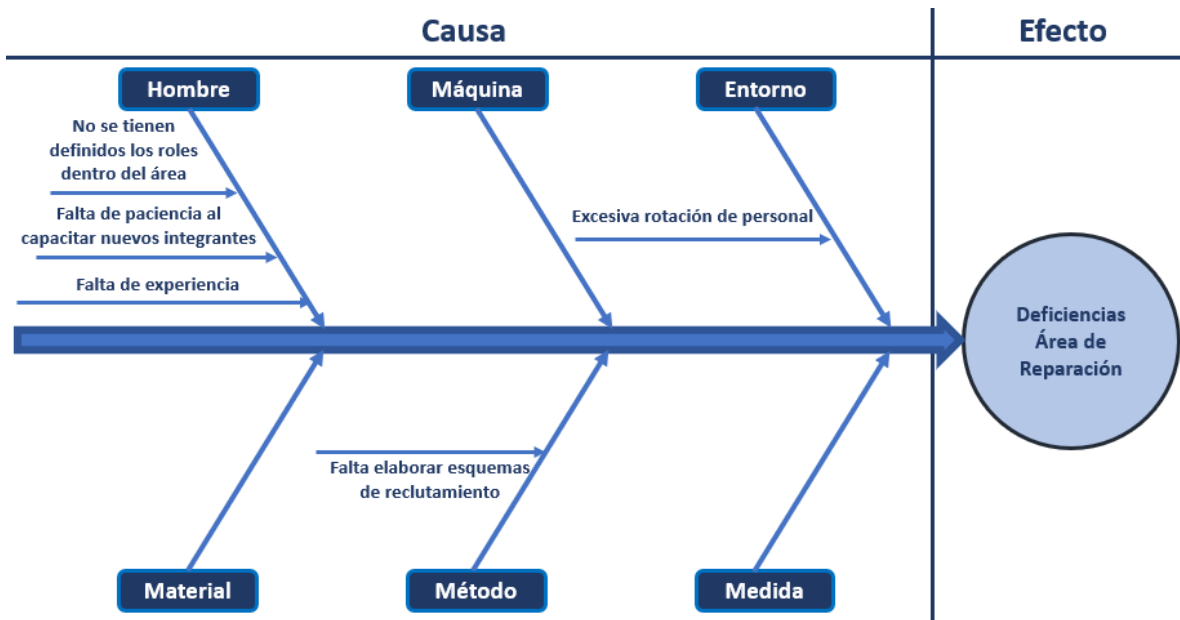 Causa
Efecto
Hombre
Máquina
Entorno
No se tienen
definidos los roles
dentro del área
Falta de paciencia al
capacitar nuevos integrantes
Falta de experiencia
Excesiva rotación de personal
Deficiencias
Área de
Reparación
Falta elaborar esquemas
de reclutamiento
Material
Método
Medida